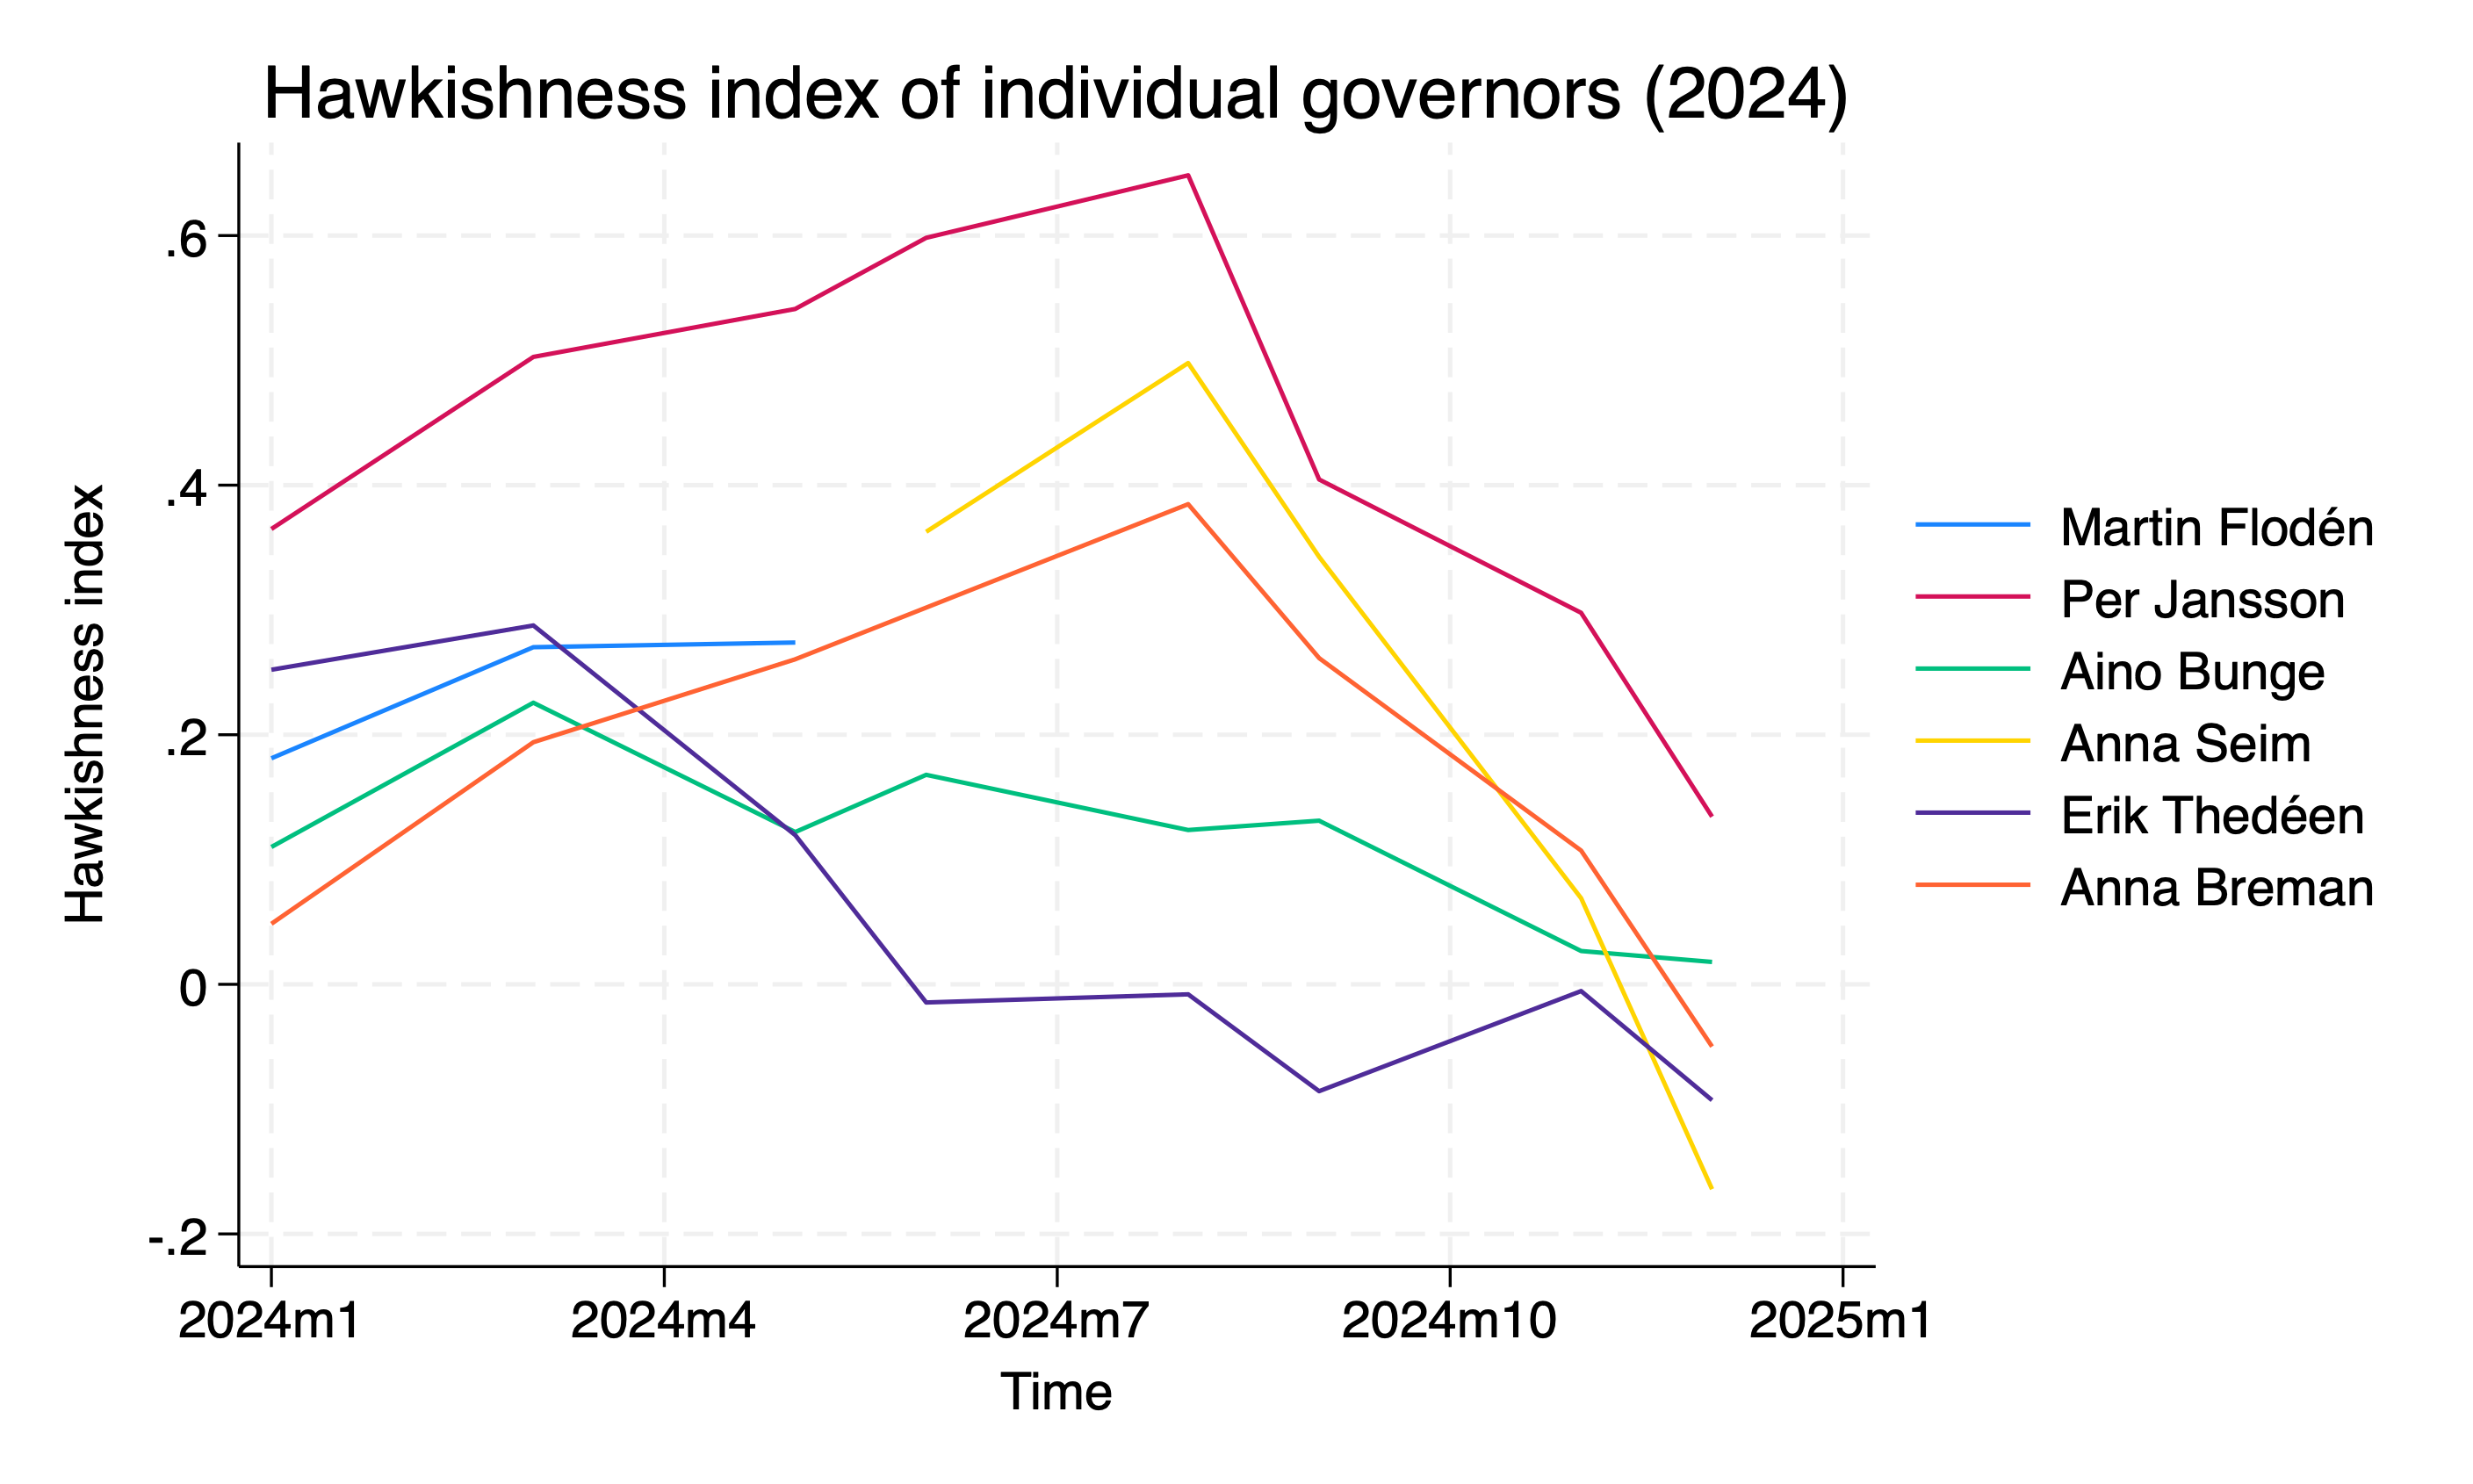 Hawkishness index of individual governors (2024)
Hawkishness index
.6
.4
.2
0
-.2
2024m1
2024m4
2024m7
2024m10
2025m1
Time
Martin Flodén
Per Jansson
Aino Bunge
Anna Seim
Erik Thedéen
Anna Breman